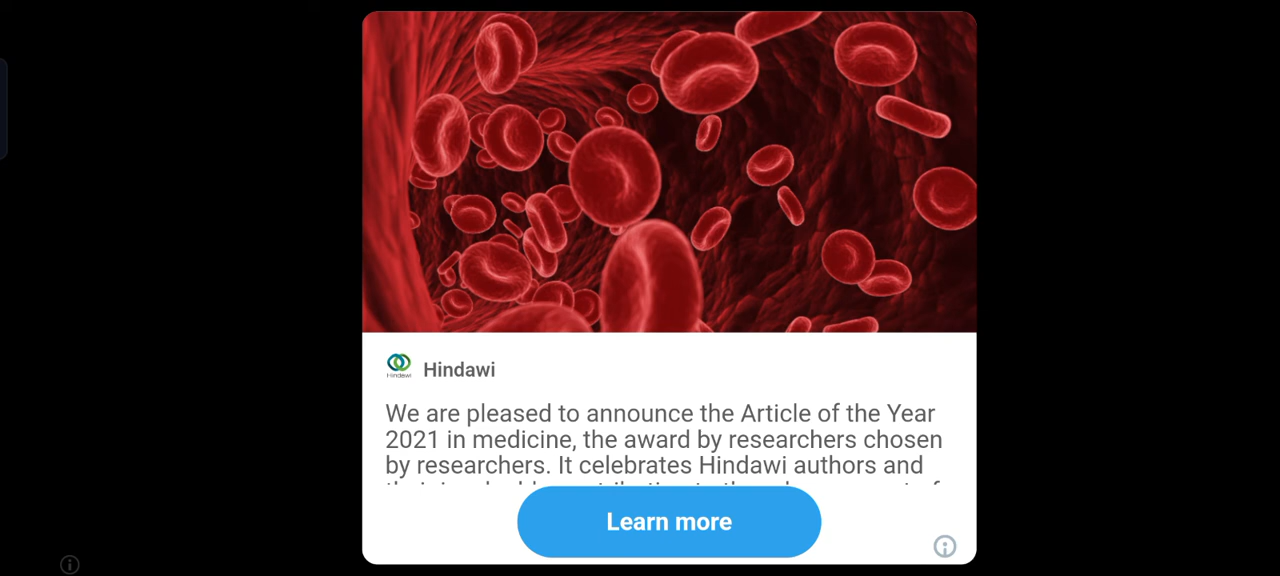 Hindawi
Hindawi
We are pleased to announce the Article of the Year
2021 in medicine, the award by researchers chosen
by researchers. It celebrates Hindawi authors and
Learn more